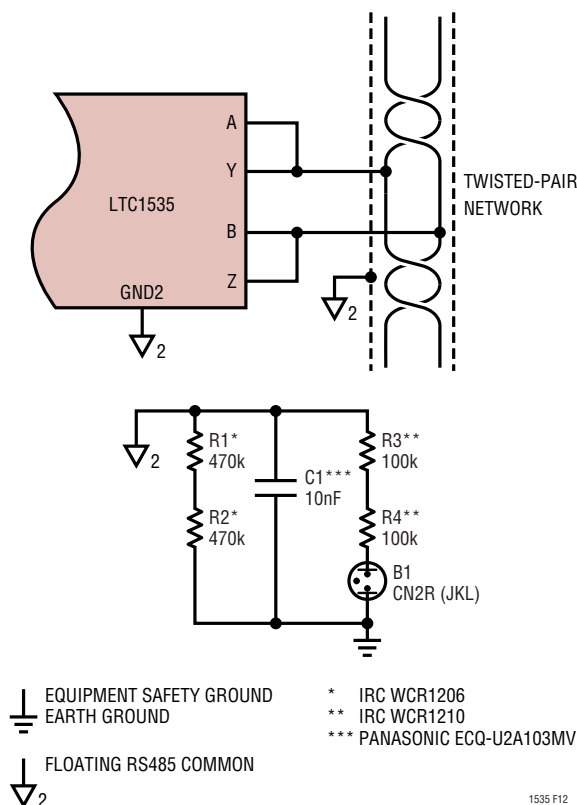 A
Y
LTC1535
B
Z
GND2
2
2
TWISTED-PAIR
NETWORK
2
R1*
470k
R2*
470k
C1***
10nF
R3**
100k
R4**
100k
B1
CN2R (JKL)
EQUIPMENT SAFETY GROUND
EARTH GROUND
FLOATING RS485 COMMON
2
* IRC WCR1206
** IRC WCR1210
*** PANASONIC ECQ-U2A103MV
1535 F12